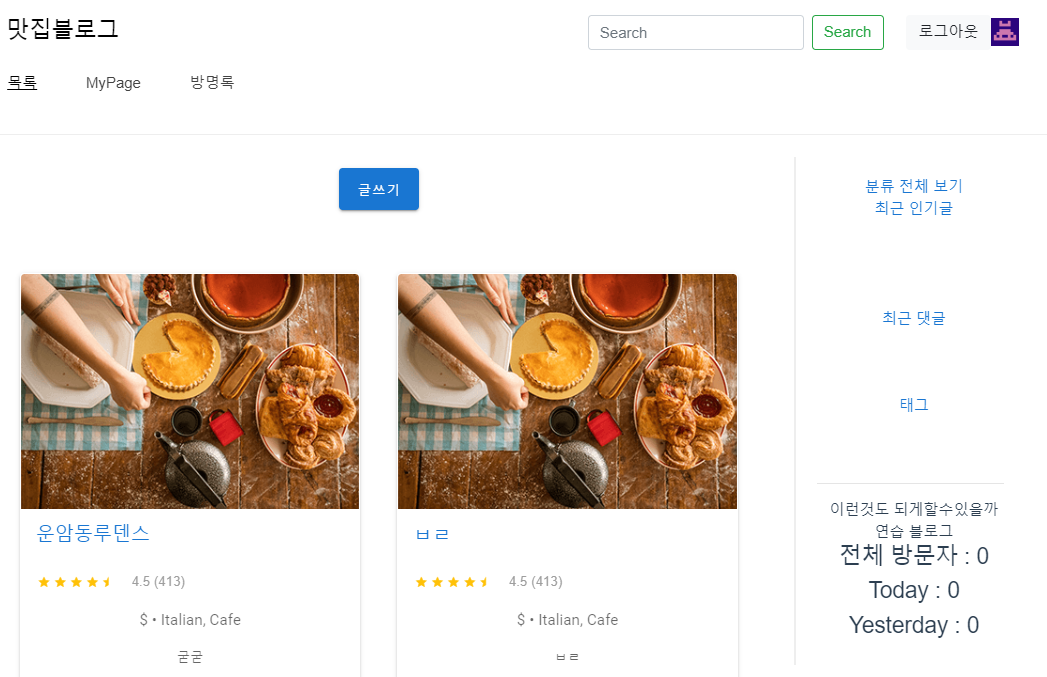 맛집블로그
Search
Search
로그아웃
목록
MyPage
방명록
글쓰기
운암동루덴스
4.5 (413)
$ • Italian, Cafe
굳굳
ㅂㄹ
4.5 (413)
$ • Italian, Cafe
ㅂㄹ
분류 전체 보기
최근 인기글
최근 댓글
태그
이런것도 되게할수있을까
연습 블로그
전체 방문자 : 0
Today : 0
Yesterday : 0